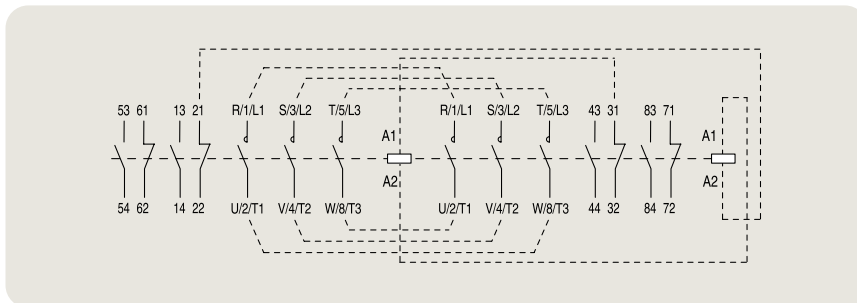 53 61 13 21 R/1/L1 S/3/L2 T/5/L3 R/1/L1 S/3/L2 T/5/L3 43 31 83 71
A1 A1
A2 A2
54 62 14 22 U/2/T1 V/4/T2 W/8/T3 U/2/T1 V/4/T2 W/8/T3 44 32 84 72